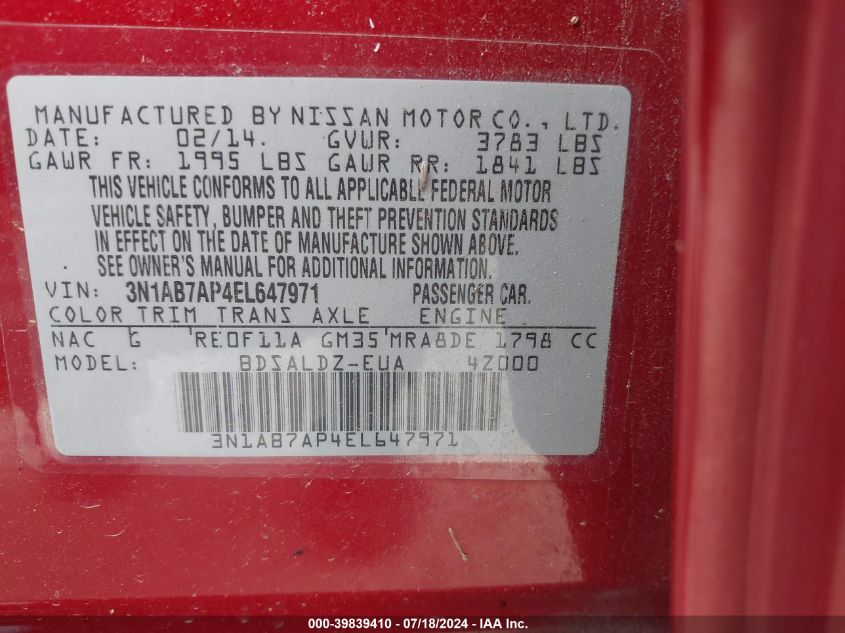 MANUFACTURED BY NISSAN MOTOR CO., LTD.
DATE: 02/14. GVWR: 3783 LBS
GAWR FR: 1995 LBS GAWR RR: 1841 LBS
THIS VEHICLE CONFORMS TO ALL APPLICABLE FEDERAL MOTOR
VEHICLE SAFETY, BUMPER AND THEFT PREVENTION STANDARDS
IN EFFECT ON THE DATE OF MANUFACTURE SHOWN ABOVE.
SEE OWNER'S MANUAL FOR ADDITIONAL INFORMATION.
VIN: 3N1AB7AP4EL647971 PASSENGER CAR.
COLOR TRIM TRANS AXLE ENGINE
NAC G RE0F11A GM35 MRA8DE 1798 CC
MODEL: BDSALDZ-EUA 4Z000
3N1AB7AP4EL647971
000-39839410 - 07/18/2024 - IAA Inc.